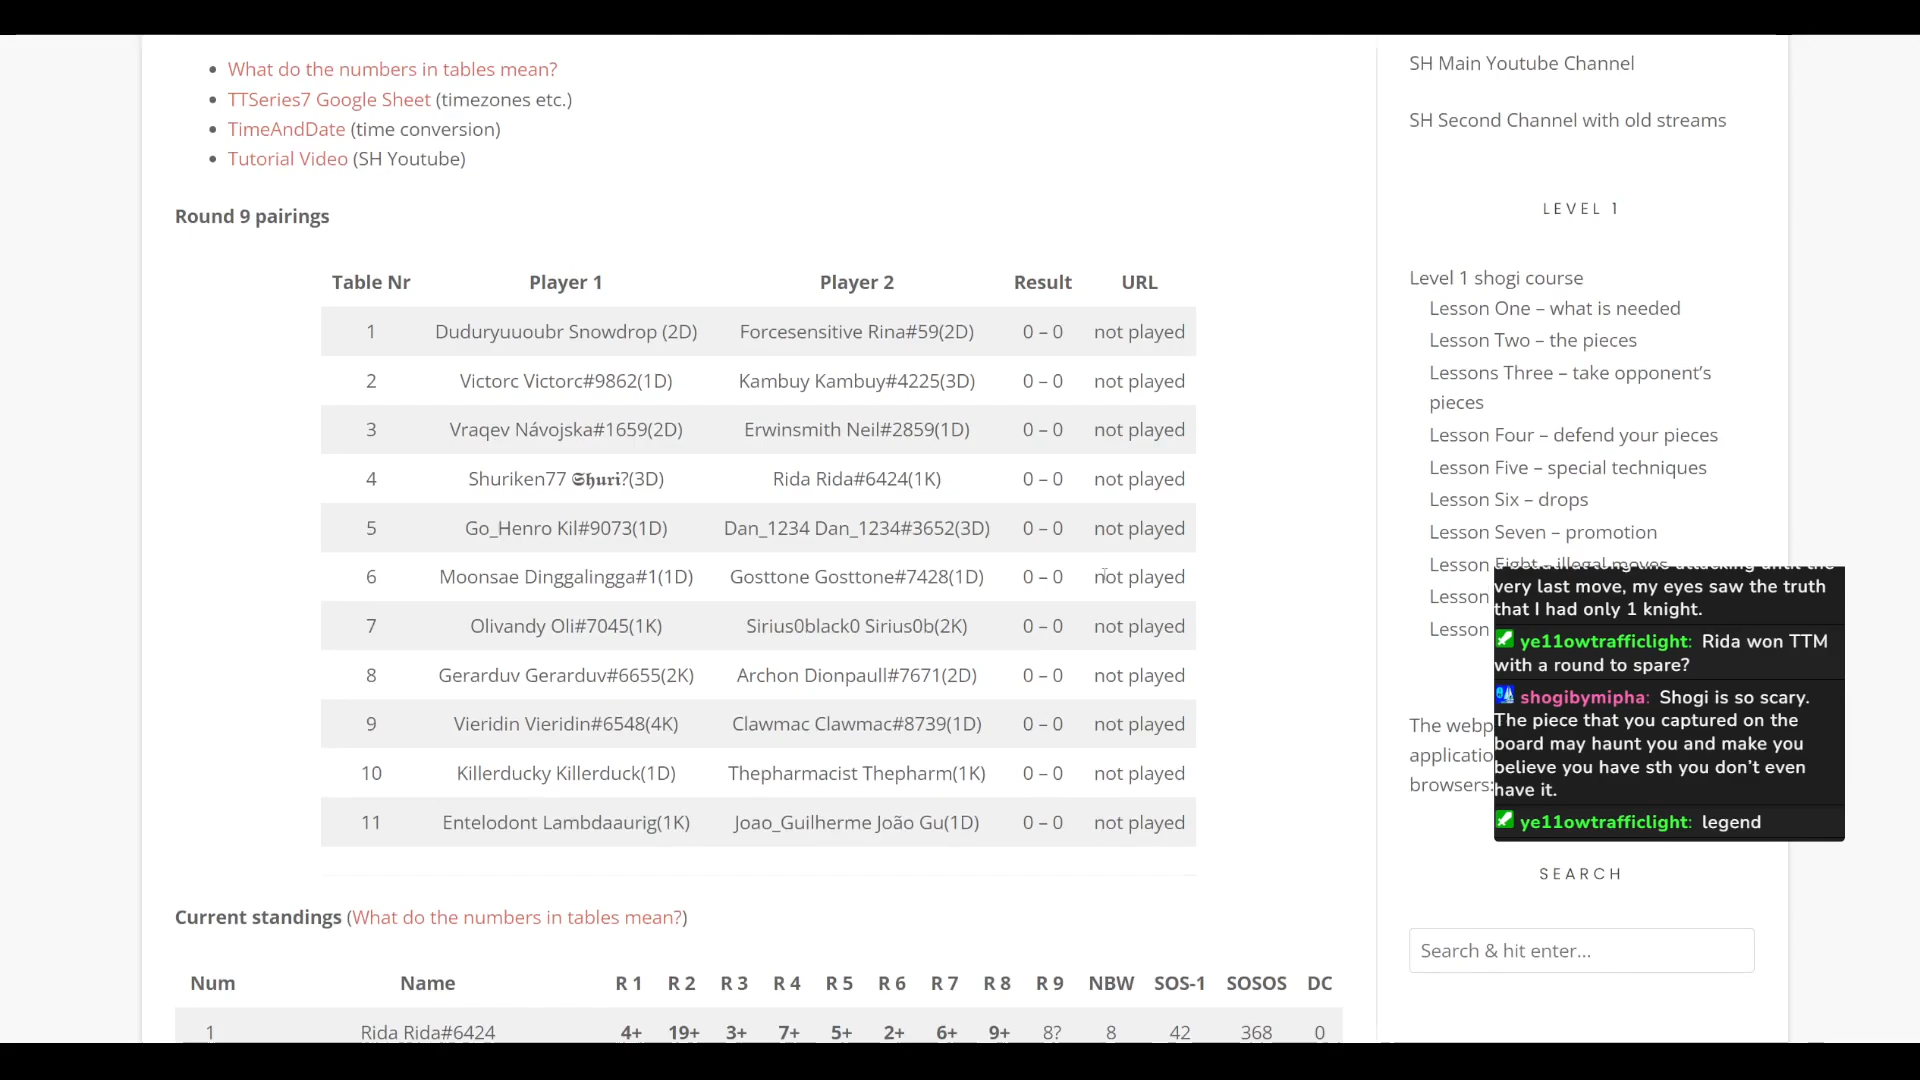 What do the numbers in tables mean?
TTSeries7 Google Sheet (timezones etc.)
TimeAndDate (time conversion)
Tutorial Video (SH Youtube)
Round 9 pairings
Table Nr Player 1 Player 2 Result URL
1 Duduryuuoubr Snowdrop (2D) Forcesensitive Rina#59(2D) 0 – 0 not played
2 Victorc Victorc#9862(1D) Kambuy Kambuy#4225(3D) 0 – 0 not played
3 Vraqev Návojska#1659(2D) Erwinsmith Neil#2859(1D) 0 – 0 not played
4 Shuriken77 𝕾𝖍𝖚𝖗𝖎?(3D) Rida Rida#6424(1K) 0 – 0 not played
5 Go_Henro Kil#9073(1D) Dan_1234 Dan_1234#3652(3D) 0 – 0 not played
6 Moonsae Dinggalingga#1(1D) Gosttone Gosttone#7428(1D) 0 – 0 not played
7 Olivandy Oli#7045(1K) Sirius0black0 Sirius0b(2K) 0 – 0 not played
8 Gerarduv Gerarduv#6655(2K) Archon Dionpaull#7671(2D) 0 – 0 not played
9 Vieridin Vieridin#6548(4K) Clawmac Clawmac#8739(1D) 0 – 0 not played
10 Killerducky Killerduck(1D) Thepharmacist Thepharm(1K) 0 – 0 not played
11 Entelodont Lambdaaurig(1K) Joao_Guilherme João Gu(1D) 0 – 0 not played
Current standings (What do the numbers in tables mean?)
Num Name R 1 R 2 R 3 R 4 R 5 R 6 R 7 R 8 R 9 NBW SOS-1 SOSOS DC
1 Rida Rida#6424 4+ 19+ 3+ 7+ 5+ 2+ 6+ 9+ 8? 8 42 368 0
SH Main Youtube Channel
SH Second Channel with old streams
LEVEL 1
Level 1 shogi course
Lesson One – what is needed
Lesson Two – the pieces
Lessons Three – take opponent's
pieces
Lesson Four – defend your pieces
Lesson Five – special techniques
Lesson Six – drops
Lesson Seven – promotion
Lesson Eight – illegal moves
Lesson
Lesson
The webp
applicatio
browsers:
attacking until the
very last move, my eyes saw the truth
that I had only 1 knight.
ye11owtrafficlight: Rida won TTM
with a round to spare?
shogibymipha: Shogi is so scary.
The piece that you captured on the
board may haunt you and make you
believe you have sth you don't even
have it.
ye11owtrafficlight: legend
SEARCH
Search & hit enter...